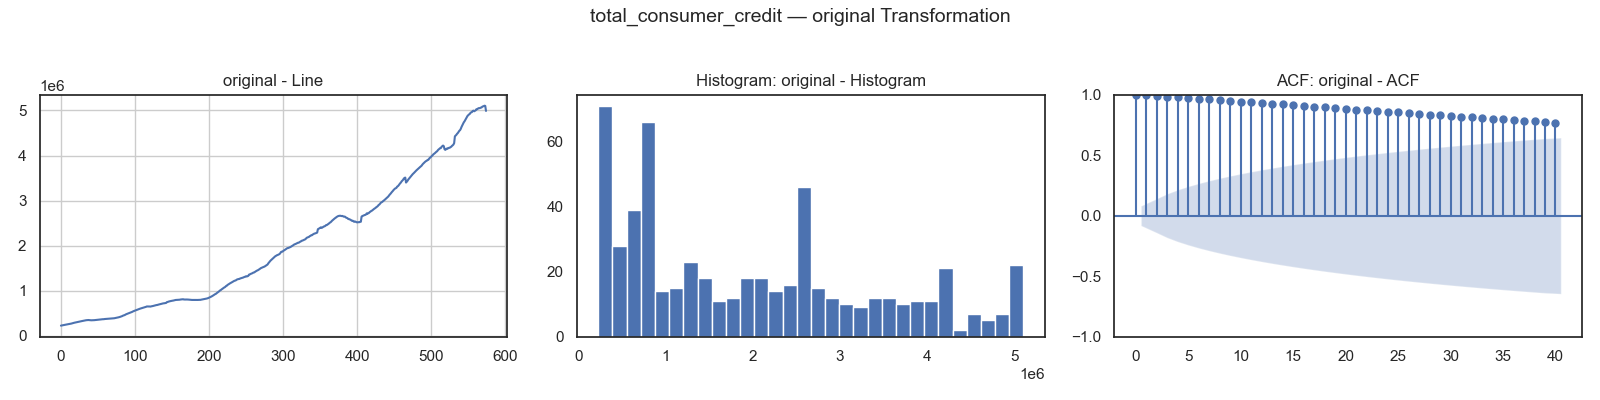 total_consumer_credit — original Transformation
original - Line
1e6
5
4
3
2
1
0
0 100 200 300 400 500 600
Histogram: original - Histogram
60
40
20
0
0 1 2 3 4 5
1e6
ACF: original - ACF
1.0
0.5
0.0
−0.5
−1.0
0 5 10 15 20 25 30 35 40